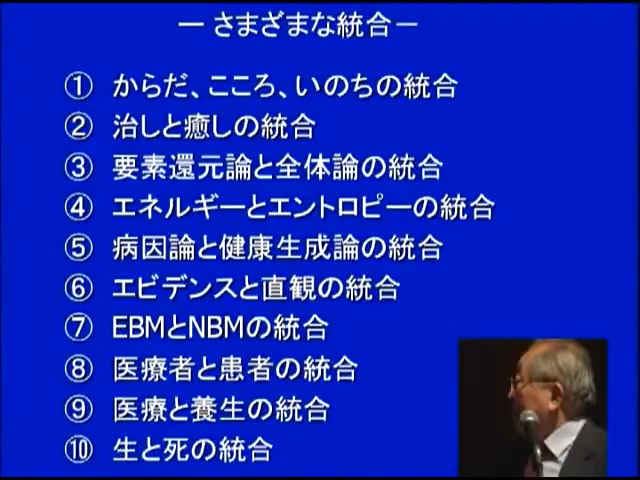 ― さまざまな統合－
① からだ、こころ、いのちの統合
② 治しと癒しの統合
③ 要素還元論と全体論の統合
④ エネルギーとエントロピーの統合
⑤ 病因論と健康生成論の統合
⑥ エビデンスと直観の統合
⑦ EBMとNBMの統合
⑧ 医療者と患者の統合
⑨ 医療と養生の統合
⑩ 生と死の統合